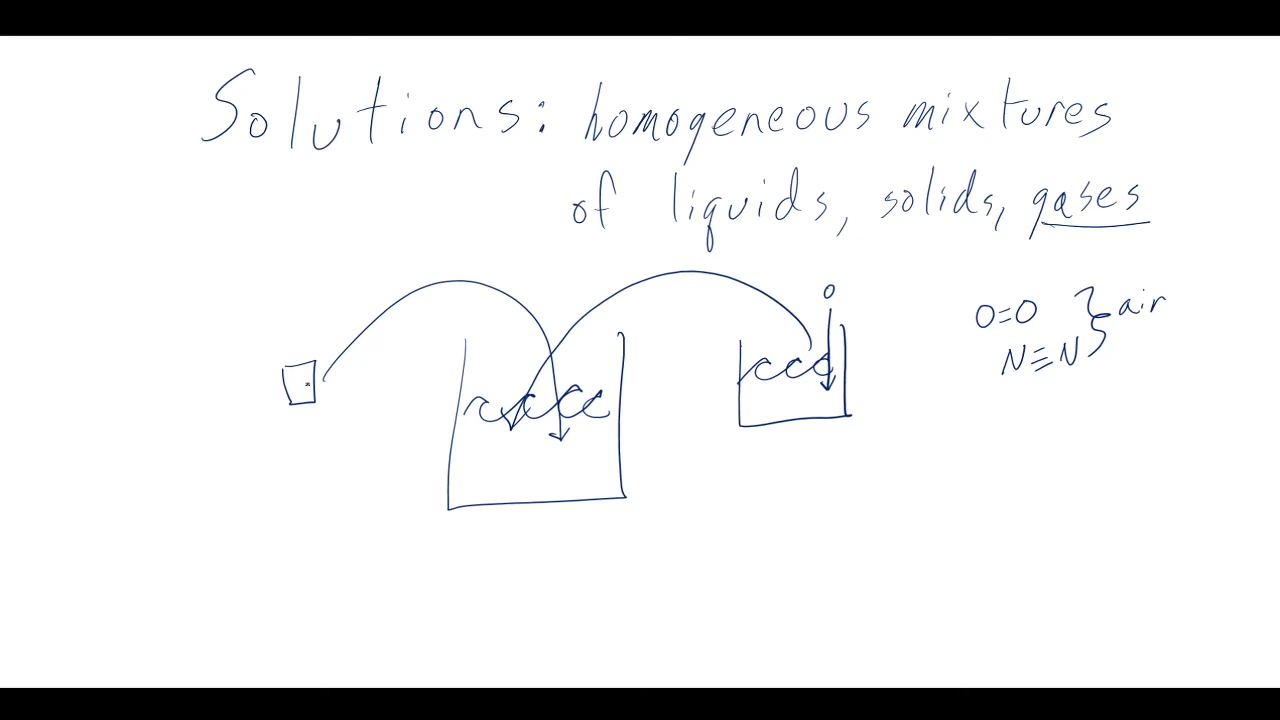 Solutions: homogeneous mixtures
of liquids, solids, gases
O=O } air
N≡N